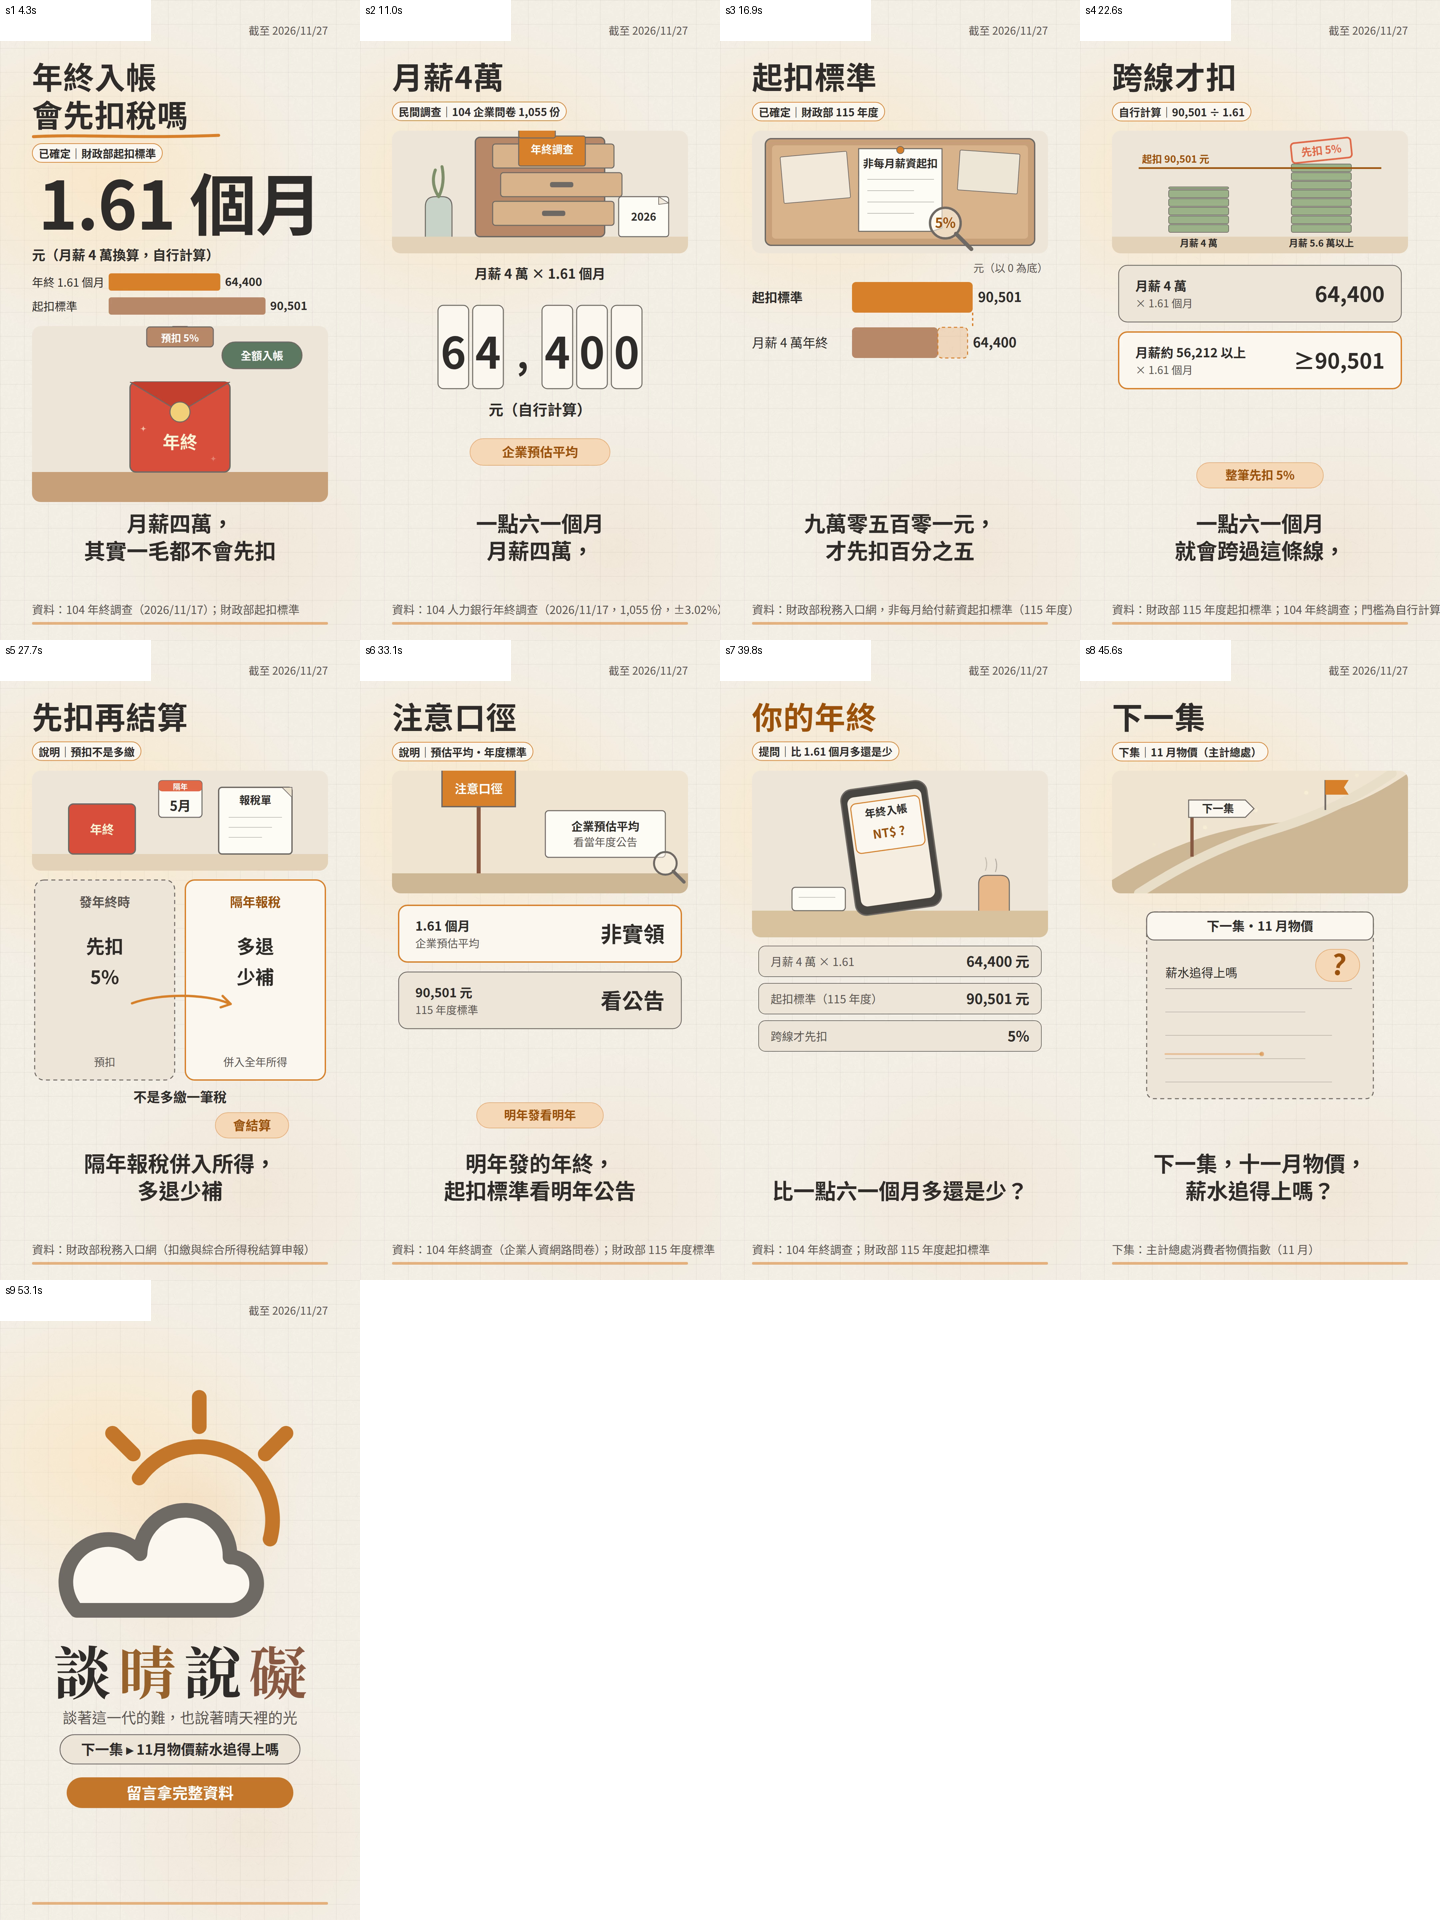 s1 4.3s
截至 2026/11/27
年終入帳
會先扣稅嗎
已確定｜財政部起扣標準
1.61 個月
元（月薪 4 萬換算，自行計算）
年終 1.61 個月
64,400
起扣標準
90,501
預扣 5%
全額入帳
年終
月薪四萬，
其實一毛都不會先扣
資料：104 年終調查（2026/11/17）；財政部起扣標準
s2 11.0s
截至 2026/11/27
月薪4萬
民間調查｜104 企業問卷 1,055 份
年終調查
2026
月薪 4 萬 × 1.61 個月
64,400
元（自行計算）
企業預估平均
一點六一個月
月薪四萬，
資料：104 人力銀行年終調查（2026/11/17，1,055 份，±3.02%）
s3 16.9s
截至 2026/11/27
起扣標準
已確定｜財政部 115 年度
非每月薪資起扣
5%
元（以 0 為底）
起扣標準
90,501
月薪 4 萬年終
64,400
九萬零五百零一元，
才先扣百分之五
資料：財政部稅務入口網，非每月給付薪資起扣標準（115 年度）
s4 22.6s
截至 2026/11/27
跨線才扣
自行計算｜90,501 ÷ 1.61
起扣 90,501 元
先扣 5%
月薪 4 萬
月薪 5.6 萬以上
月薪 4 萬
× 1.61 個月
64,400
月薪約 56,212 以上
× 1.61 個月
≥90,501
整筆先扣 5%
一點六一個月
就會跨過這條線，
資料：財政部 115 年度起扣標準；104 年終調查；門檻為自行計算
s5 27.7s
截至 2026/11/27
先扣再結算
說明｜預扣不是多繳
年終
隔年
5月
報稅單
發年終時
先扣
5%
預扣
隔年報稅
多退
少補
併入全年所得
不是多繳一筆稅
會結算
隔年報稅併入所得，
多退少補
資料：財政部稅務入口網（扣繳與綜合所得稅結算申報）
s6 33.1s
截至 2026/11/27
注意口徑
說明｜預估平均・年度標準
注意口徑
企業預估平均
看當年度公告
1.61 個月
企業預估平均
非實領
90,501 元
115 年度標準
看公告
明年發看明年
明年發的年終，
起扣標準看明年公告
資料：104 年終調查（企業人資網路問卷）；財政部 115 年度標準
s7 39.8s
截至 2026/11/27
你的年終
提問｜比 1.61 個月多還是少
年終入帳
NT$ ?
月薪 4 萬 × 1.61
64,400 元
起扣標準（115 年度）
90,501 元
跨線才先扣
5%
比一點六一個月多還是少？
資料：104 年終調查；財政部 115 年度起扣標準
s8 45.6s
截至 2026/11/27
下一集
下集｜11 月物價（主計總處）
下一集
下一集・11 月物價
薪水追得上嗎
?
下一集，十一月物價，
薪水追得上嗎？
下集：主計總處消費者物價指數（11 月）
s9 53.1s
截至 2026/11/27
談晴說礙
談著這一代的難，也說著晴天裡的光
下一集 ▸ 11月物價薪水追得上嗎
留言拿完整資料